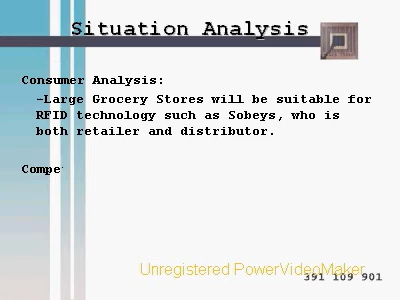 Situation Analysis
Consumer Analysis:
-Large Grocery Stores will be suitable for
RFID technology such as Sobeys, who is
both retailer and distributor.
Compe
Unregistered PowerVideoMaker
391 109 901